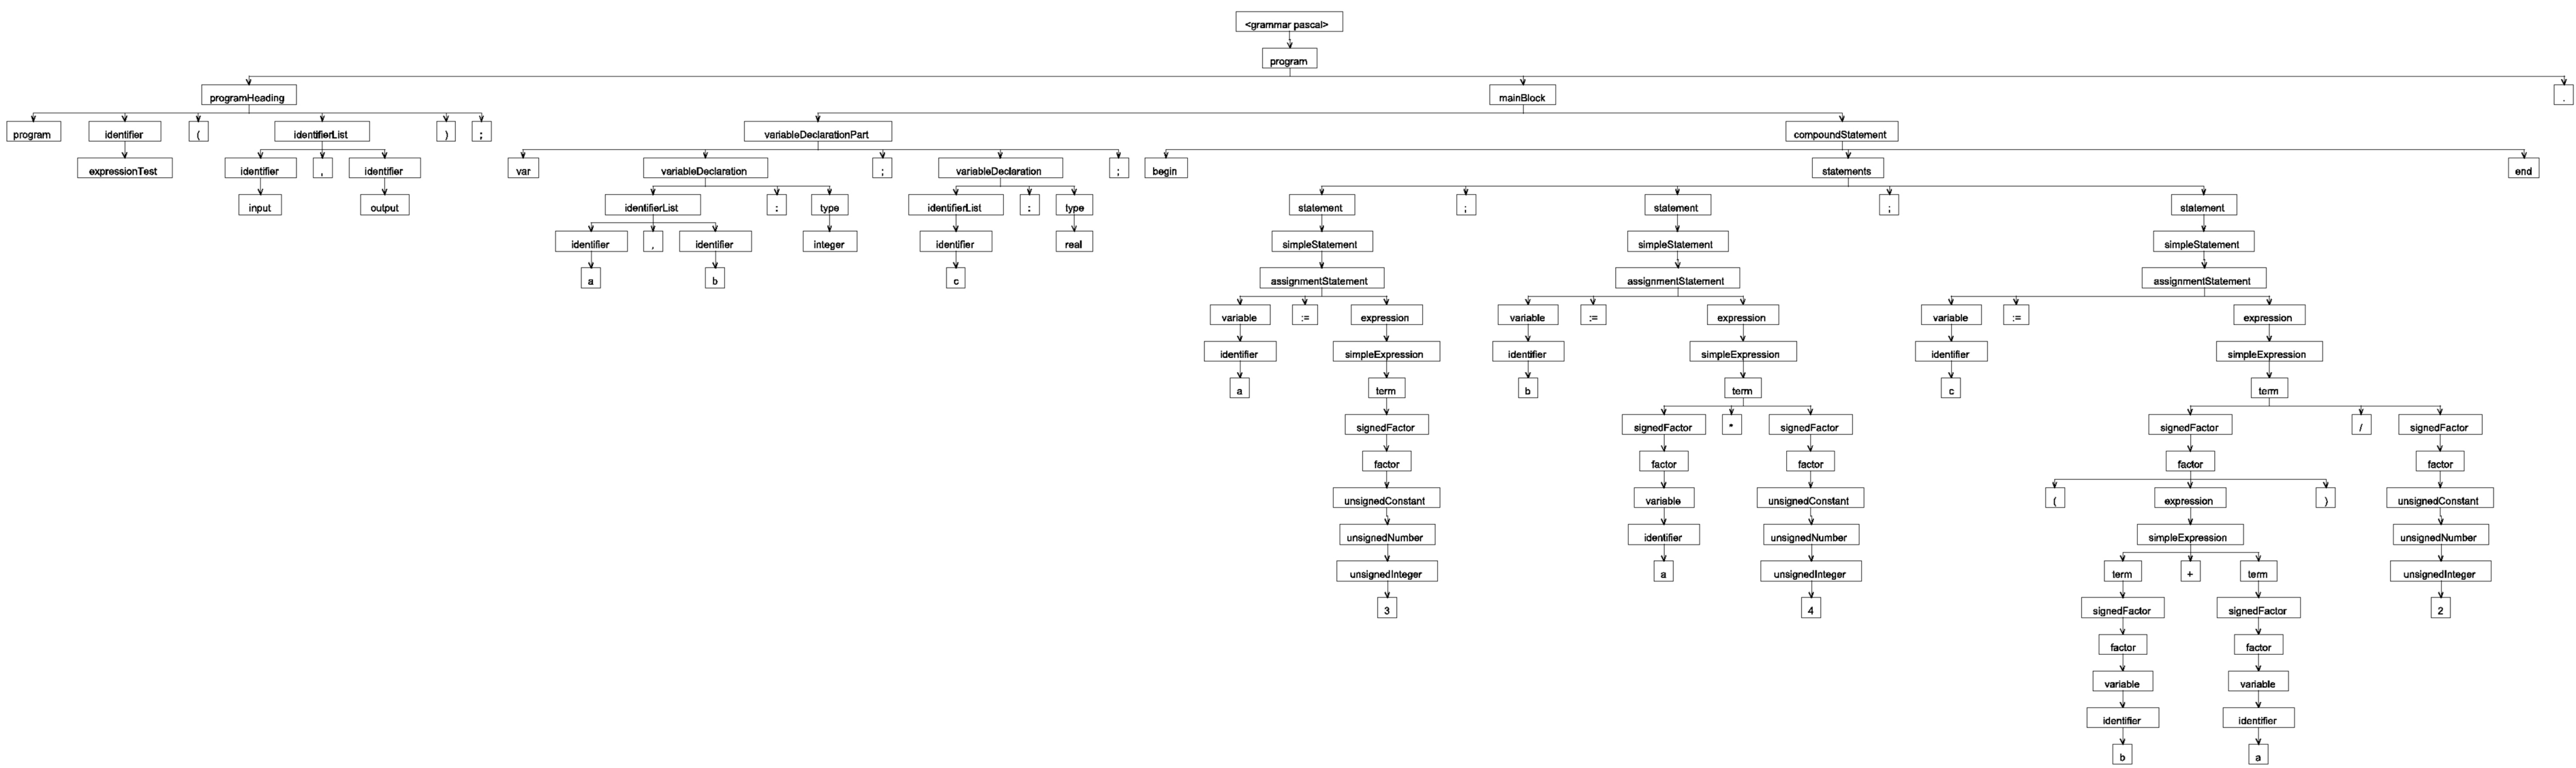 <grammar pascal>
program
programHeading mainBlock .
program identifier ( identifierList ) ; variableDeclarationPart compoundStatement
expressionTest identifier , identifier var variableDeclaration ; variableDeclaration ; begin statements end
input output identifierList : type identifierList : type statement ; statement ; statement
identifier , identifier integer identifier real simpleStatement simpleStatement simpleStatement
a b c assignmentStatement assignmentStatement assignmentStatement
variable := expression variable := expression variable := expression
identifier simpleExpression identifier simpleExpression identifier simpleExpression
a term b term c term
signedFactor signedFactor * signedFactor signedFactor / signedFactor
factor factor factor factor factor
unsignedConstant variable unsignedConstant ( expression ) unsignedConstant
unsignedNumber identifier unsignedNumber simpleExpression unsignedNumber
unsignedInteger a unsignedInteger term + term unsignedInteger
3 4 signedFactor signedFactor 2
factor factor
variable variable
identifier identifier
b a